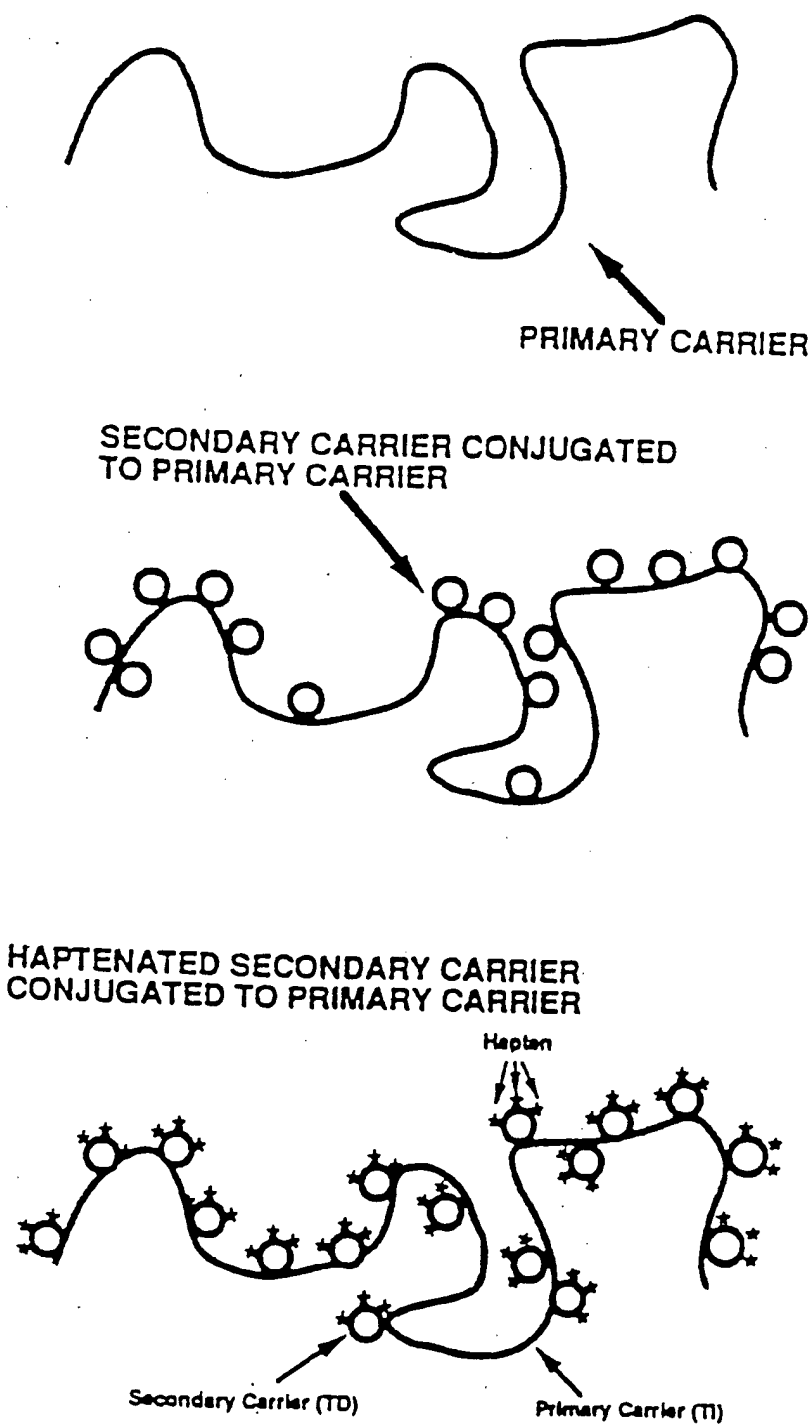 PRIMARY CARRIER
SECONDARY CARRIER CONJUGATED
TO PRIMARY CARRIER
HAPTENATED SECONDARY CARRIER
CONJUGATED TO PRIMARY CARRIER
Hapten
Secondary Carrier (TD)
Primary Carrier (TI)